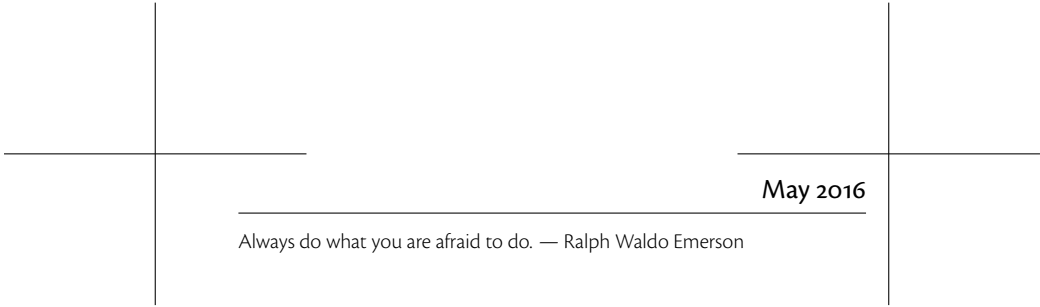 May 2016
Always do what you are afraid to do. — Ralph Waldo Emerson